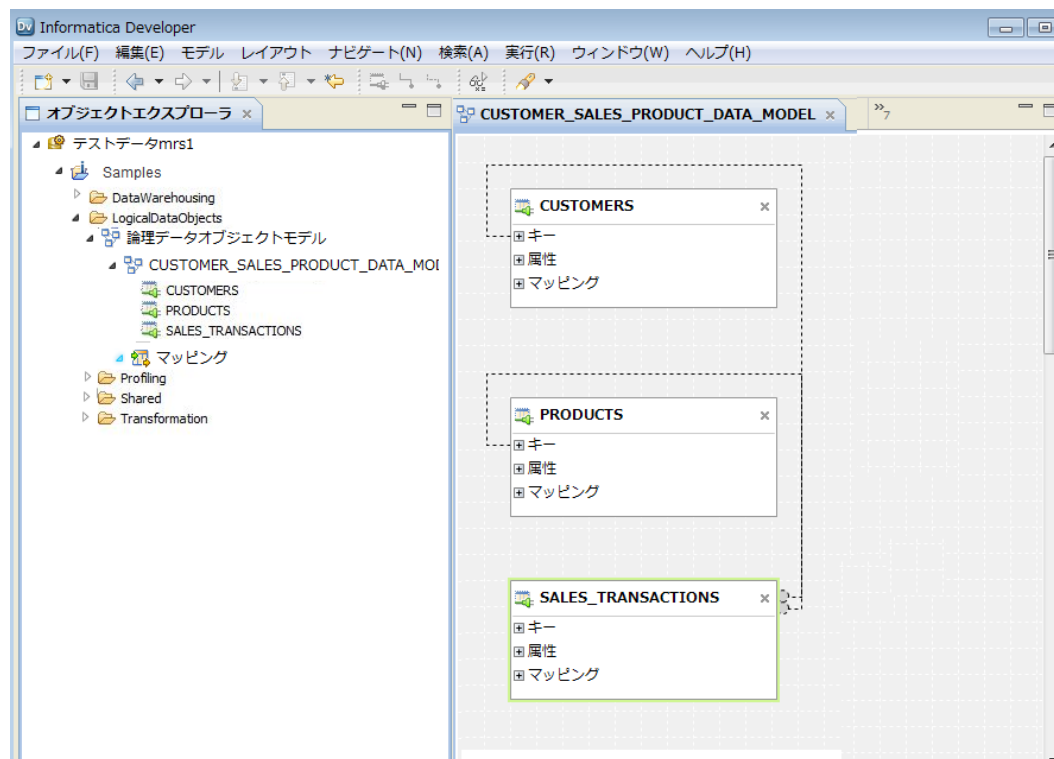 Informatica Developer
ファイル(F) 編集(E) モデル レイアウト ナビゲート(N) 検索(A) 実行(R) ウィンドウ(W) ヘルプ(H)
オブジェクトエクスプローラ
テストデータmrs1
Samples
DataWarehousing
LogicalDataObjects
論理データオブジェクトモデル
CUSTOMER_SALES_PRODUCT_DATA_MOD
CUSTOMERS
PRODUCTS
SALES_TRANSACTIONS
マッピング
Profiling
Shared
Transformation
CUSTOMER_SALES_PRODUCT_DATA_MODEL
»7
CUSTOMERS
キー
属性
マッピング
PRODUCTS
キー
属性
マッピング
SALES_TRANSACTIONS
キー
属性
マッピング